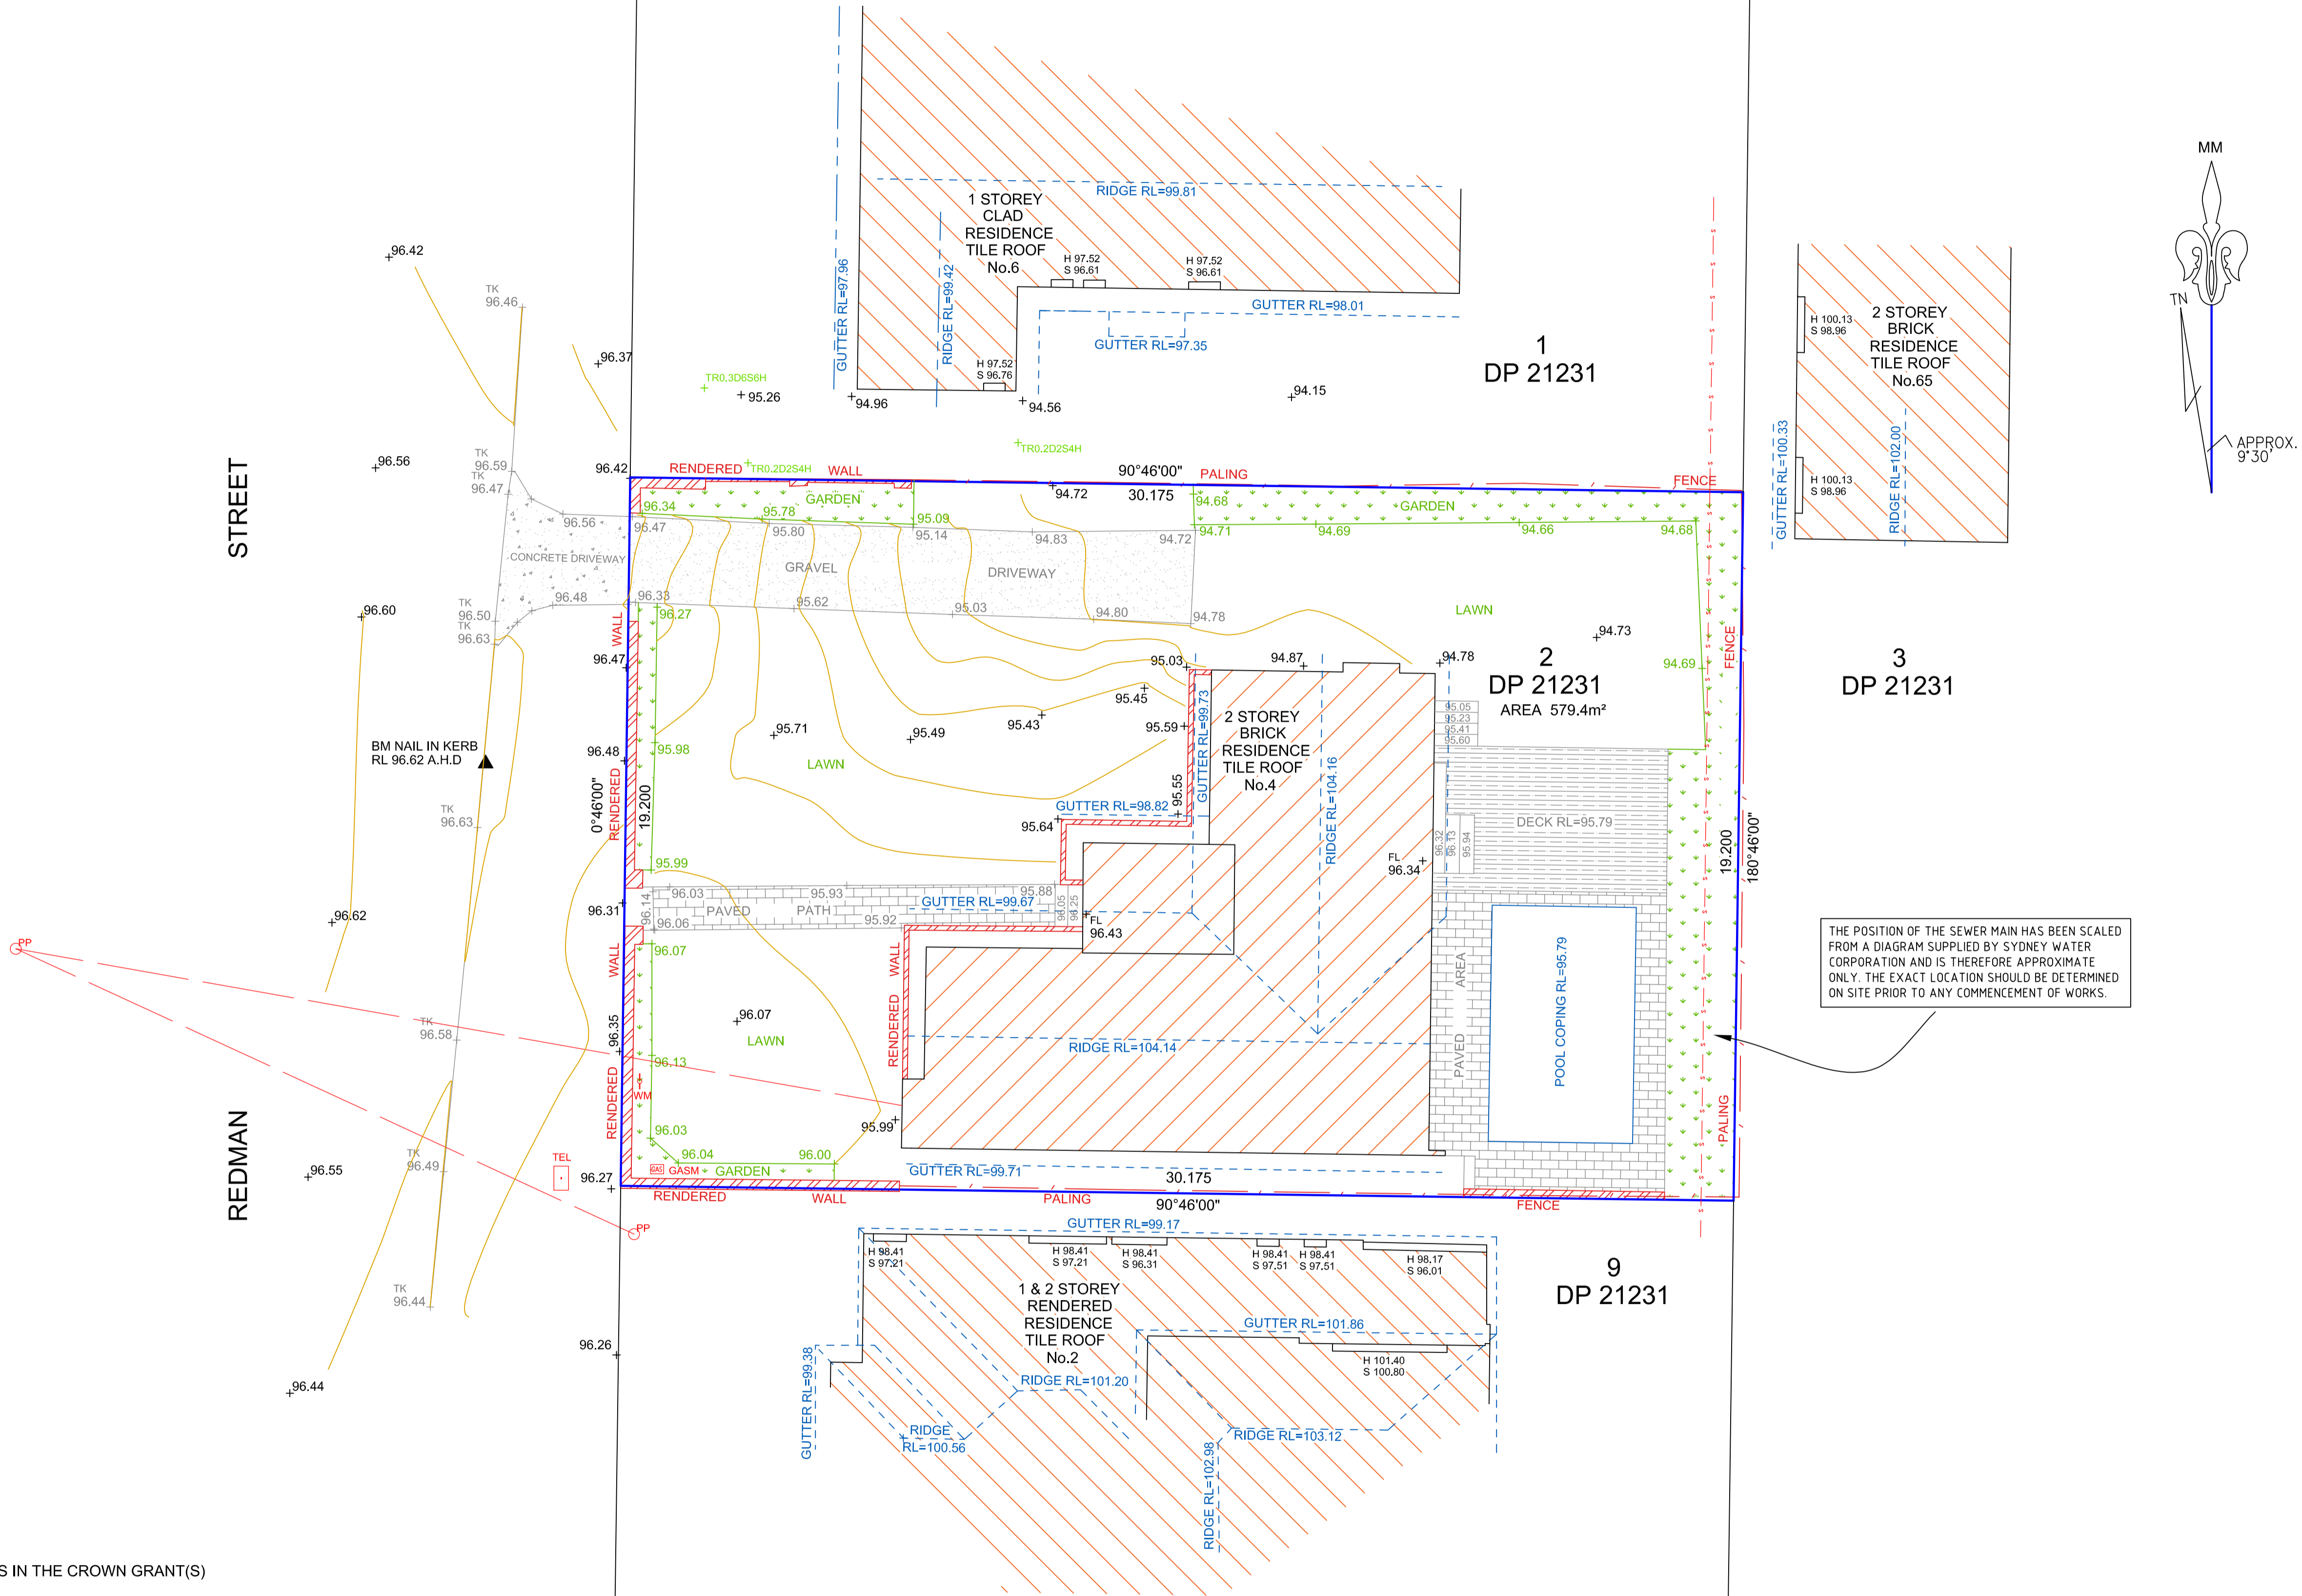 MM
TN
APPROX.
9°30'
RIDGE RL=99.81
1 STOREY
CLAD
RESIDENCE
TILE ROOF
No.6
H 97.52
S 96.61
H 97.52
S 96.61
H 97.52
S 96.76
GUTTER RL=97.96
RIDGE RL=99.42
GUTTER RL=98.01
GUTTER RL=97.35
1
DP 21231
H 100.13
S 98.96
2 STOREY
BRICK
RESIDENCE
TILE ROOF
No.65
H 100.13
S 98.96
GUTTER RL=100.33
RIDGE RL=102.00
96.42
TK
96.46
96.37
TR0.3D6S6H
95.26
94.96
94.56
94.15
TR0.2D2S4H
TR0.2D2S4H
96.56
TK
96.59
TK
96.47
96.42
RENDERED
WALL
90°46'00"
30.175
PALING
FENCE
STREET
GARDEN
96.34
95.78
95.09
94.72
94.68
94.71
GARDEN
94.69
94.66
94.68
96.56
96.47
95.80
95.14
94.83
94.72
CONCRETE DRIVEWAY
GRAVEL
DRIVEWAY
96.48
96.33
95.62
95.03
94.80
94.78
96.60
TK
96.50
TK
96.63
WALL
96.27
LAWN
94.73
FENCE
96.47
95.03
94.87
94.78
94.69
2
DP 21231
AREA 579.4m²
3
DP 21231
95.45
95.43
95.59
95.71
95.49
LAWN
95.98
GUTTER RL=99.73
2 STOREY
BRICK
RESIDENCE
TILE ROOF
No.4
RIDGE RL=104.16
95.05
95.23
95.41
95.60
BM NAIL IN KERB
RL 96.62 A.H.D
96.48
RENDERED
0°46'00"
19.200
95.55
GUTTER RL=98.82
95.64
DECK RL=95.79
96.32
96.13
95.94
FL
96.34
19.200
180°46'00"
TK
96.63
95.99
96.03
95.93
95.88
96.14
PAVED
PATH
GUTTER RL=99.67
96.05
96.25
96.06
95.92
FL
96.43
96.31
96.62
PP
96.07
WALL
WALL
RENDERED
AREA
PAVED
POOL COPING RL=95.79
THE POSITION OF THE SEWER MAIN HAS BEEN SCALED
FROM A DIAGRAM SUPPLIED BY SYDNEY WATER
CORPORATION AND IS THEREFORE APPROXIMATE
ONLY. THE EXACT LOCATION SHOULD BE DETERMINED
ON SITE PRIOR TO ANY COMMENCEMENT OF WORKS.
TK
96.58
96.35
96.07
LAWN
96.13
WM
RENDERED
RIDGE RL=104.14
PALING
REDMAN
96.03
95.99
96.04
96.00
GAS
GASM
GARDEN
TEL
TK
96.49
96.55
96.27
GUTTER RL=99.71
30.175
RENDERED
WALL
PALING
90°46'00"
FENCE
PP
GUTTER RL=99.17
H 98.41
S 97.21
H 98.41
S 97.21
H 98.41
S 96.31
H 98.41
S 97.51
H 98.41
S 97.51
H 98.17
S 96.01
9
DP 21231
TK
96.44
1 & 2 STOREY
RENDERED
RESIDENCE
TILE ROOF
No.2
GUTTER RL=101.86
96.26
GUTTER RL=99.38
H 101.40
S 100.80
RIDGE RL=101.20
96.44
RIDGE
RL=100.56
RIDGE RL=103.12
RIDGE RL=102.98
S IN THE CROWN GRANT(S)